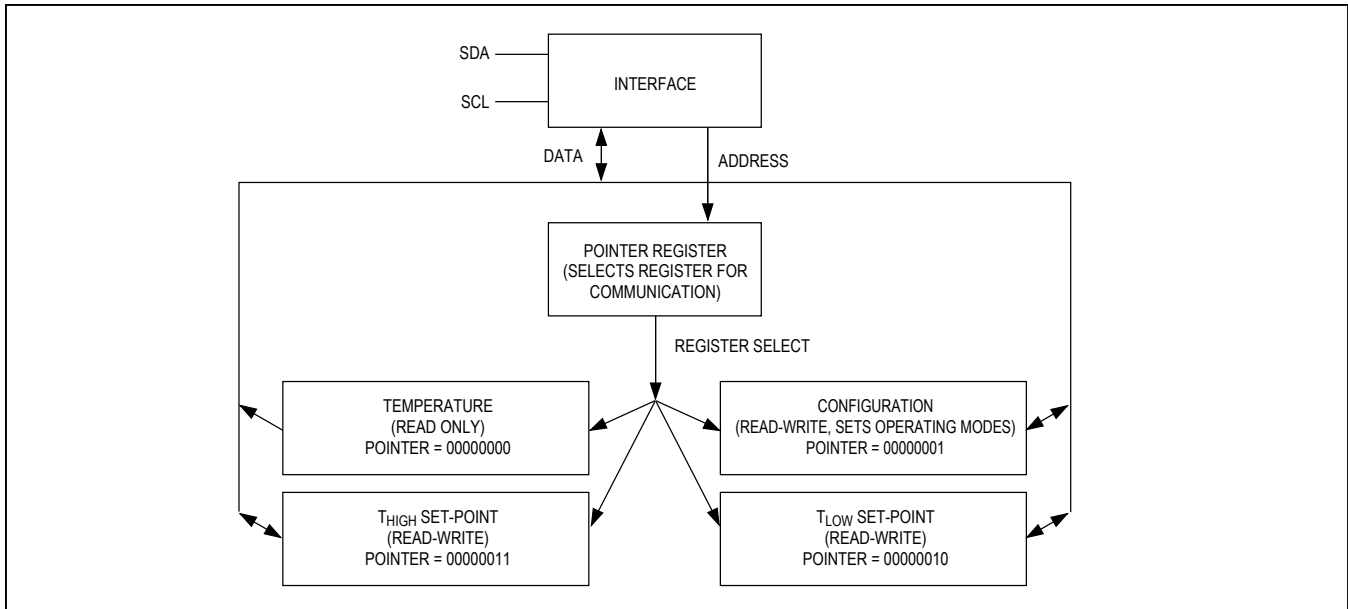 SDA
SCL
INTERFACE
DATA
ADDRESS
POINTER REGISTER
(SELECTS REGISTER FOR
COMMUNICATION)
REGISTER SELECT
TEMPERATURE
(READ ONLY)
POINTER = 00000000
CONFIGURATION
(READ-WRITE, SETS OPERATING MODES)
POINTER = 00000001
THIGH SET-POINT
(READ-WRITE)
POINTER = 00000011
TLOW SET-POINT
(READ-WRITE)
POINTER = 00000010